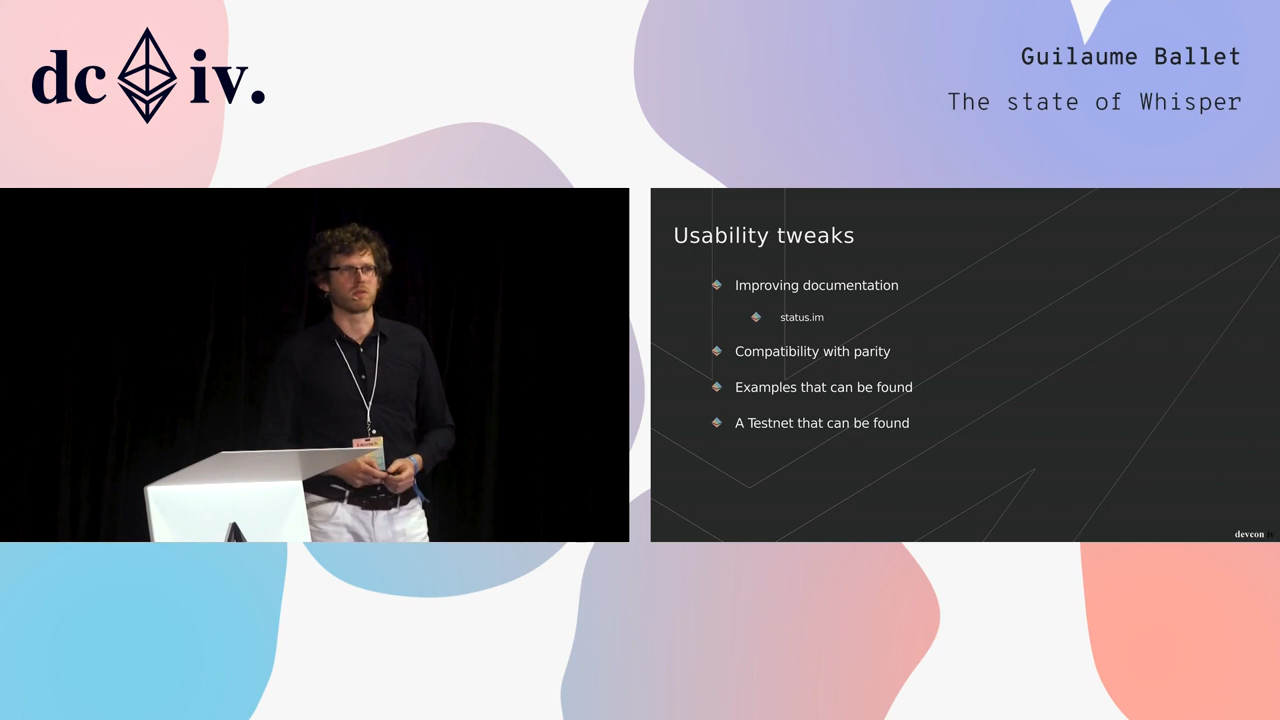 dc iv.
Guilaume Ballet
The state of Whisper
Usability tweaks
Improving documentation
status.im
Compatibility with parity
Examples that can be found
A Testnet that can be found
devcon